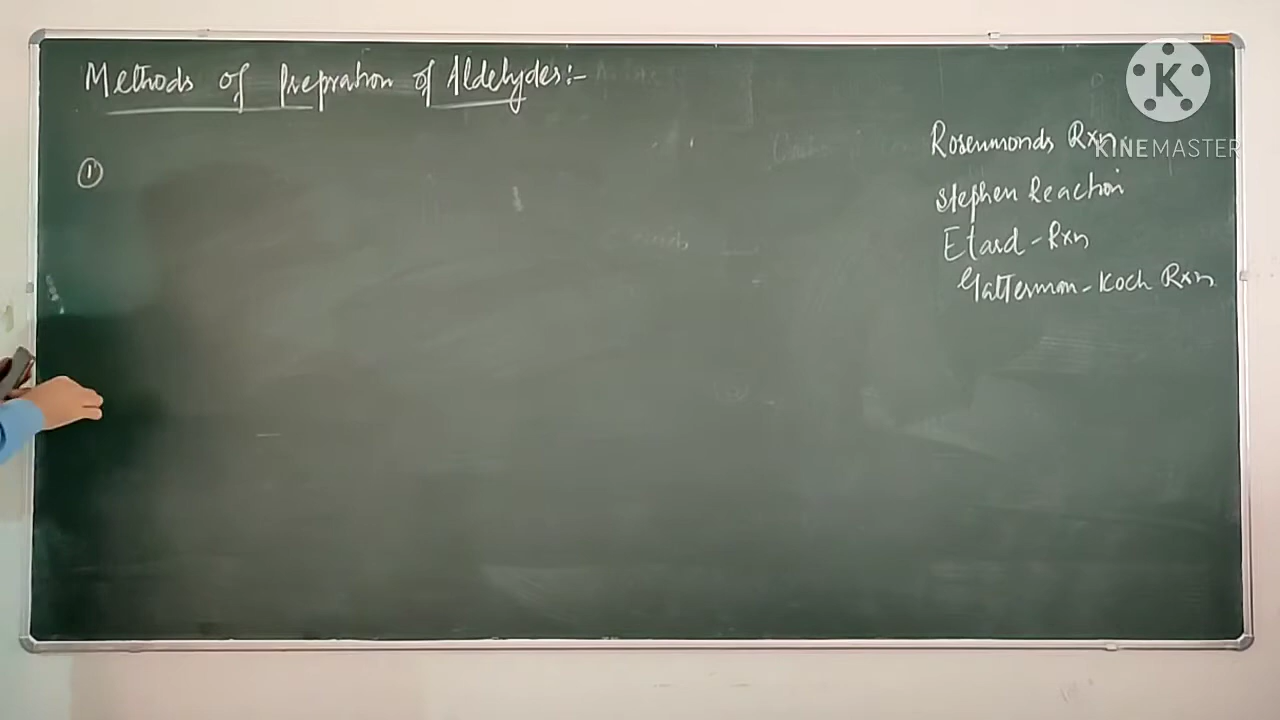 Methods of Prepration of Aldehydes:-
①
Rosenmonds Rxn.
Stephen Reaction
Etard-Rxn
Gattermon-Koch Rxn
K
KINEMASTER